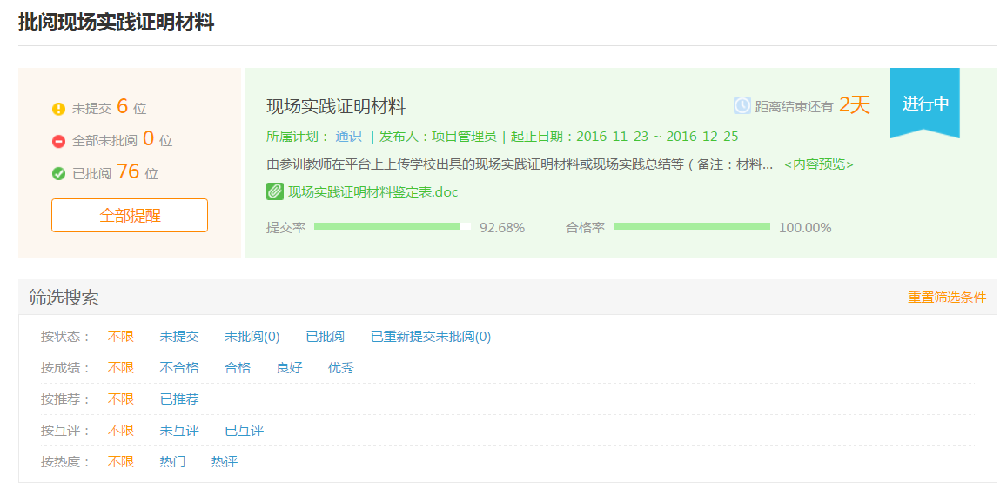 批阅现场实践证明材料
未提交 6 位
全部未批阅 0 位
已批阅 76 位
全部提醒
现场实践证明材料
距离结束还有 2天
进行中
所属计划： 通识 | 发布人：项目管理员 | 起止日期：2016-11-23 ~ 2016-12-25
由参训教师在平台上上传学校出具的现场实践证明材料或现场实践总结等（备注：材料... <内容预览>
现场实践证明材料鉴定表.doc
提交率 92.68% 合格率 100.00%
筛选搜索 重置筛选条件
按状态： 不限 未提交 未批阅(0) 已批阅 已重新提交未批阅(0)
按成绩： 不限 不合格 合格 良好 优秀
按推荐： 不限 已推荐
按互评： 不限 未互评 已互评
按热度： 不限 热门 热评